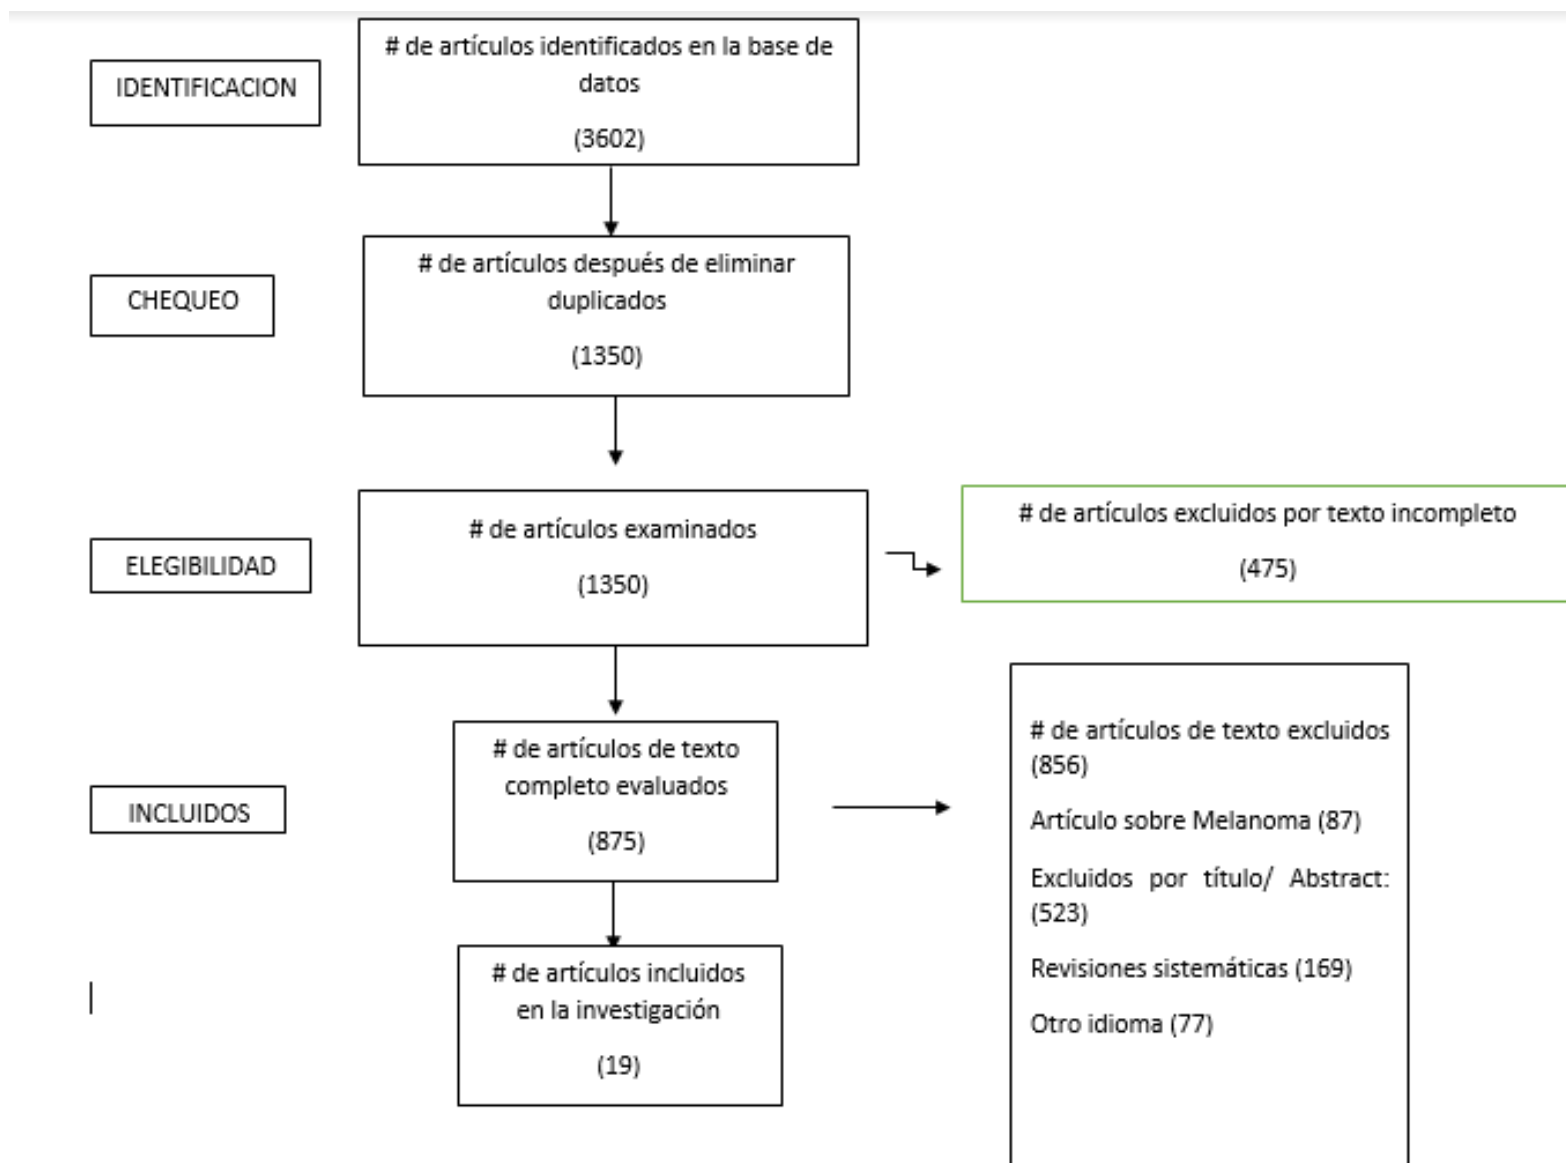 IDENTIFICACION
# de artículos identificados en la base de
datos
(3602)
CHEQUEO
# de artículos después de eliminar
duplicados
(1350)
ELEGIBILIDAD
# de artículos examinados
(1350)
# de artículos excluidos por texto incompleto
(475)
INCLUIDOS
# de artículos de texto
completo evaluados
(875)
# de artículos de texto excluidos
(856)
Artículo sobre Melanoma (87)
Excluidos por título/ Abstract:
(523)
Revisiones sistemáticas (169)
Otro idioma (77)
# de artículos incluidos
en la investigación
(19)